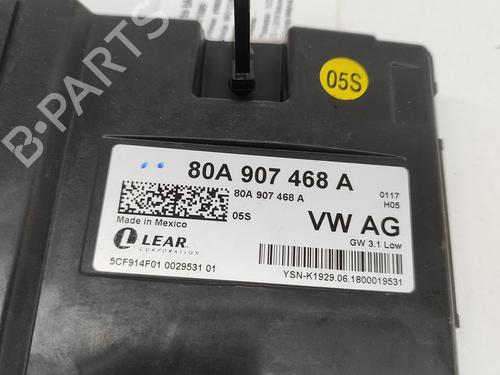 B-PARTS
05S
80A 907 468 A
80A 907 468 A
0117
H05
05S
Made in Mexico
VW AG
GW 3.1 Low
LEAR
CORPORATION
5CF914F01 0029531 01
YSN-K1929.06.1800019531